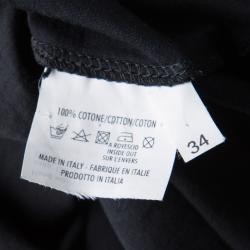 100% COTONE/COTTON/COTON
A ROVESCIO
INSIDE OUT
SUR L'ENVERS
MADE IN ITALY - FABRIQUE EN ITALIE
PRODOTTO IN ITALIA
34